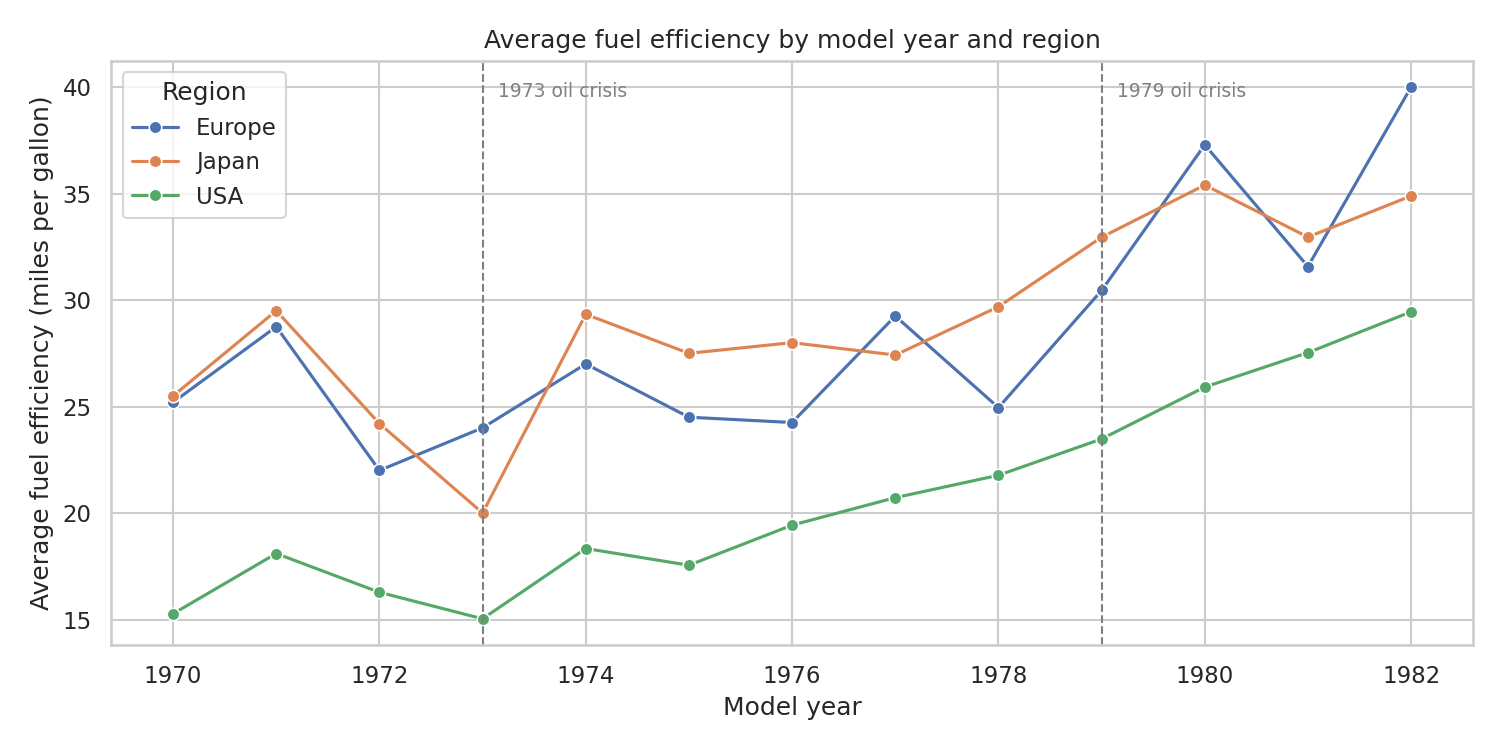 Average fuel efficiency by model year and region
Average fuel efficiency (miles per gallon)
40
35
30
25
20
15
Region
Europe
Japan
USA
1973 oil crisis
1979 oil crisis
1970
1972
1974
1976
1978
1980
1982
Model year